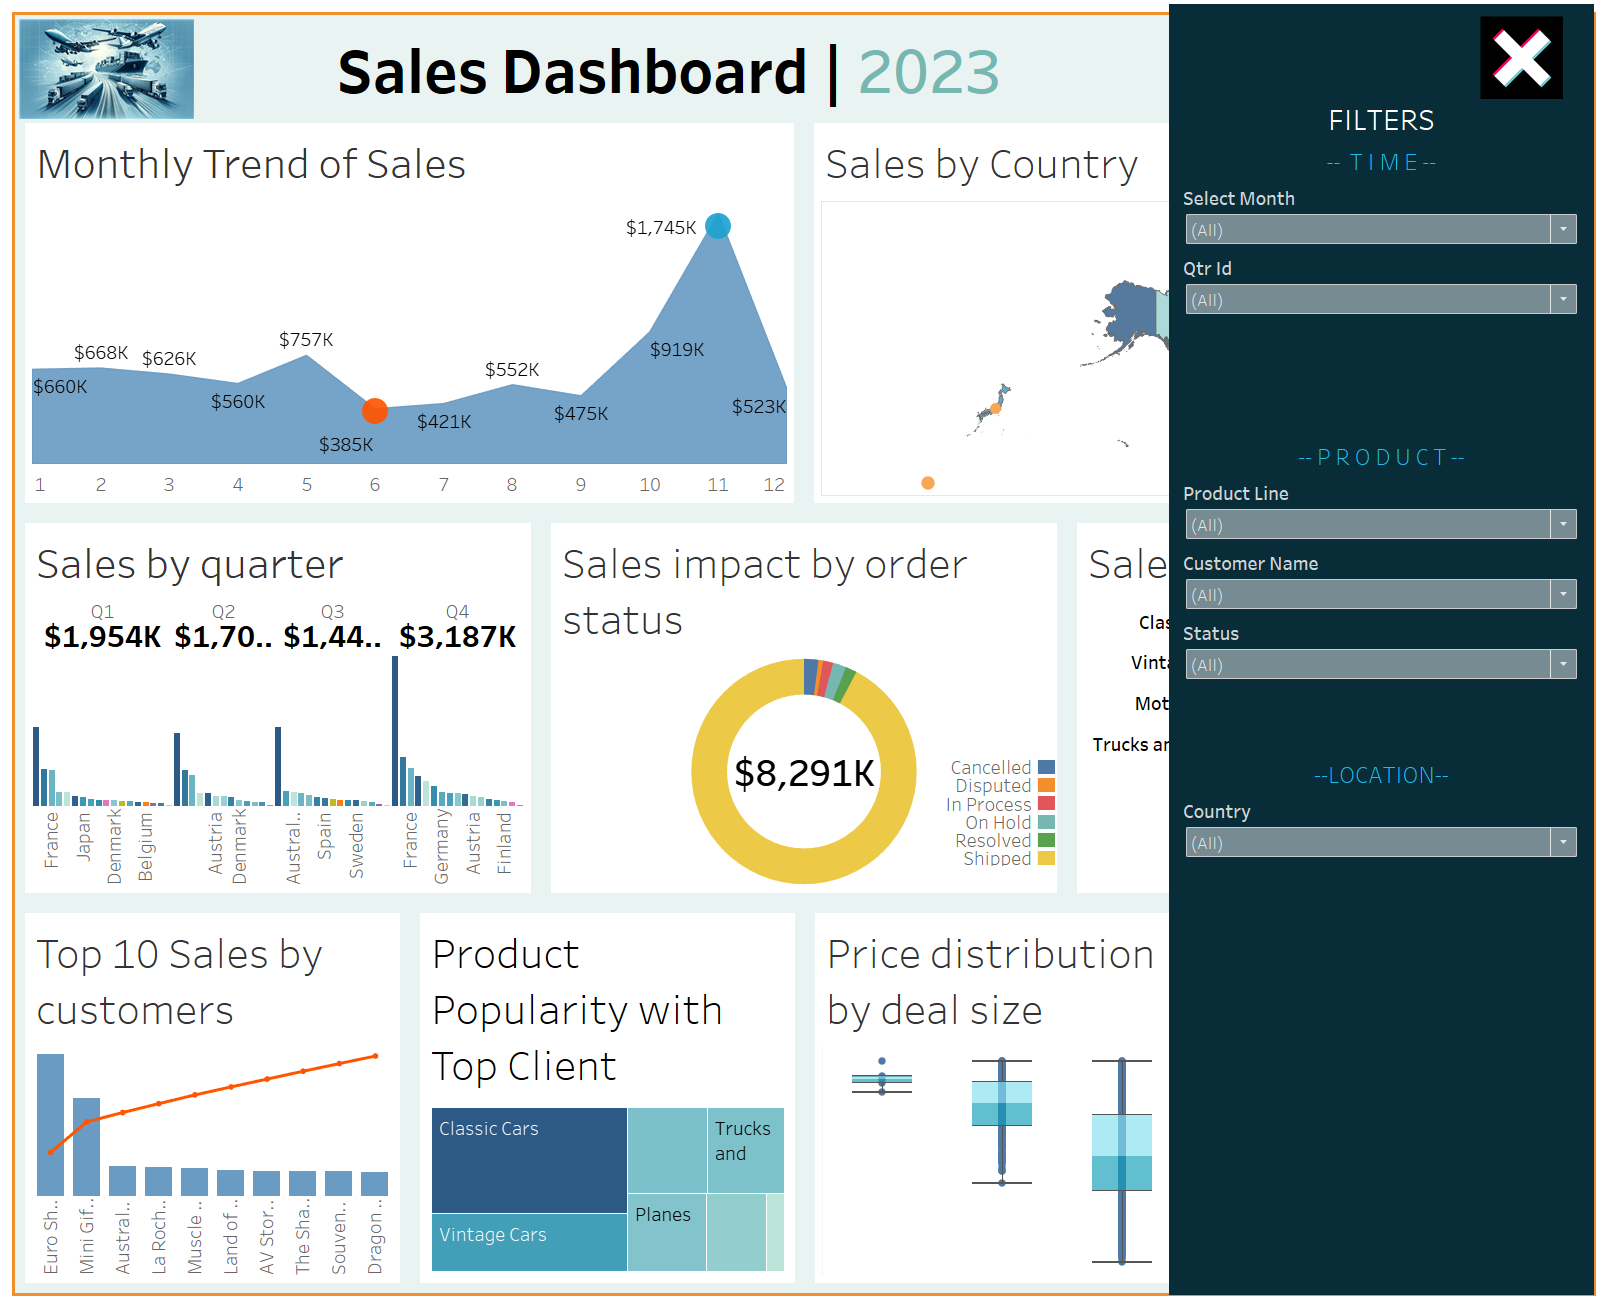 Sales Dashboard | 2023
Monthly Trend of Sales
$1,745K
$757K
$668K
$626K
$919K
$660K
$552K
$560K
$475K
$523K
$421K
$385K
1 2 3 4 5 6 7 8 9 10 11 12
Sales by Country
Sales by quarter
Q1 Q2 Q3 Q4
$1,954K $1,70.. $1,44.. $3,187K
France
Japan
Denmark
Belgium
Austria
Denmark
Austral..
Spain
Sweden
France
Germany
Austria
Finland
Sales impact by order
status
$8,291K
Cancelled
Disputed
In Process
On Hold
Resolved
Shipped
Sale
Clas
Vinta
Mot
Trucks an
Top 10 Sales by
customers
Euro Sh..
Mini Gif..
Austral..
La Roch..
Muscle ..
Land of ..
AV Stor..
The Sha..
Souven..
Dragon ..
Product
Popularity with
Top Client
Classic Cars
Vintage Cars
Trucks
and
Planes
Price distribution
by deal size
FILTERS
-- T I M E --
Select Month
(All)
Qtr Id
(All)
-- P R O D U C T --
Product Line
(All)
Customer Name
(All)
Status
(All)
--LOCATION--
Country
(All)